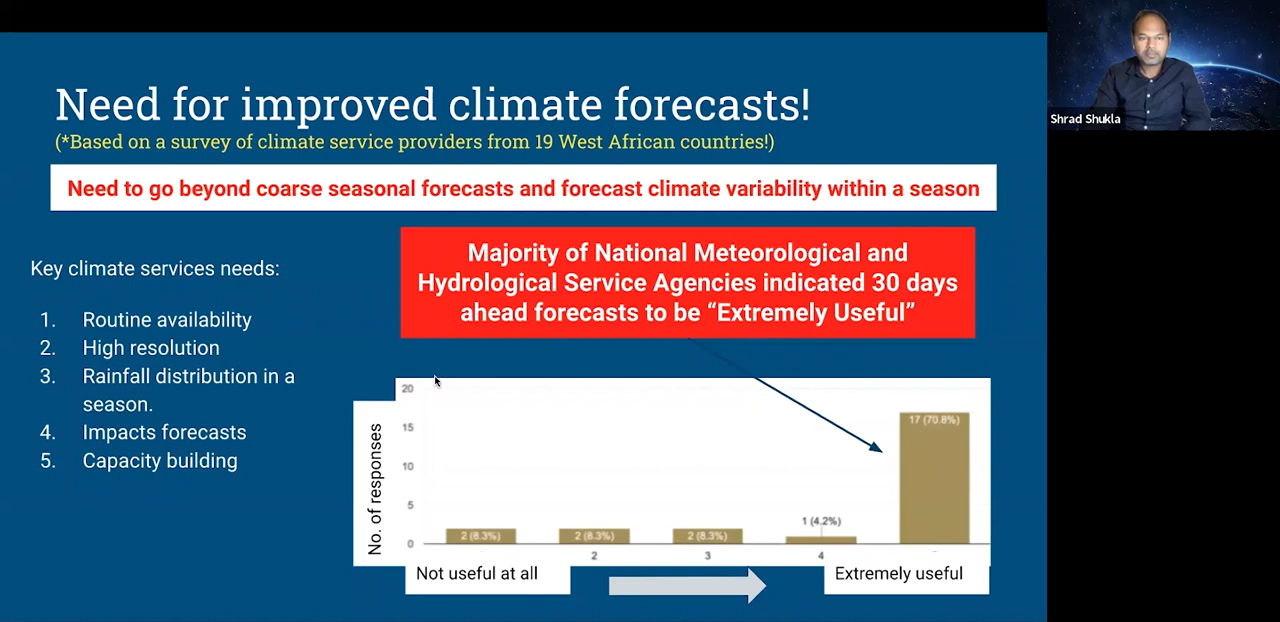 Need for improved climate forecasts!
(*Based on a survey of climate service providers from 19 West African countries!)
Need to go beyond coarse seasonal forecasts and forecast climate variability within a season
Majority of National Meteorological and
Hydrological Service Agencies indicated 30 days
ahead forecasts to be “Extremely Useful”
Key climate services needs:
1. Routine availability
2. High resolution
3. Rainfall distribution in a
season.
4. Impacts forecasts
5. Capacity building
No. of responses
20
15
10
5
0
2 (8.3%)
2 (8.3%)
2 (8.3%)
1 (4.2%)
17 (70.8%)
2
3
4
Not useful at all
Extremely useful
Shrad Shukla